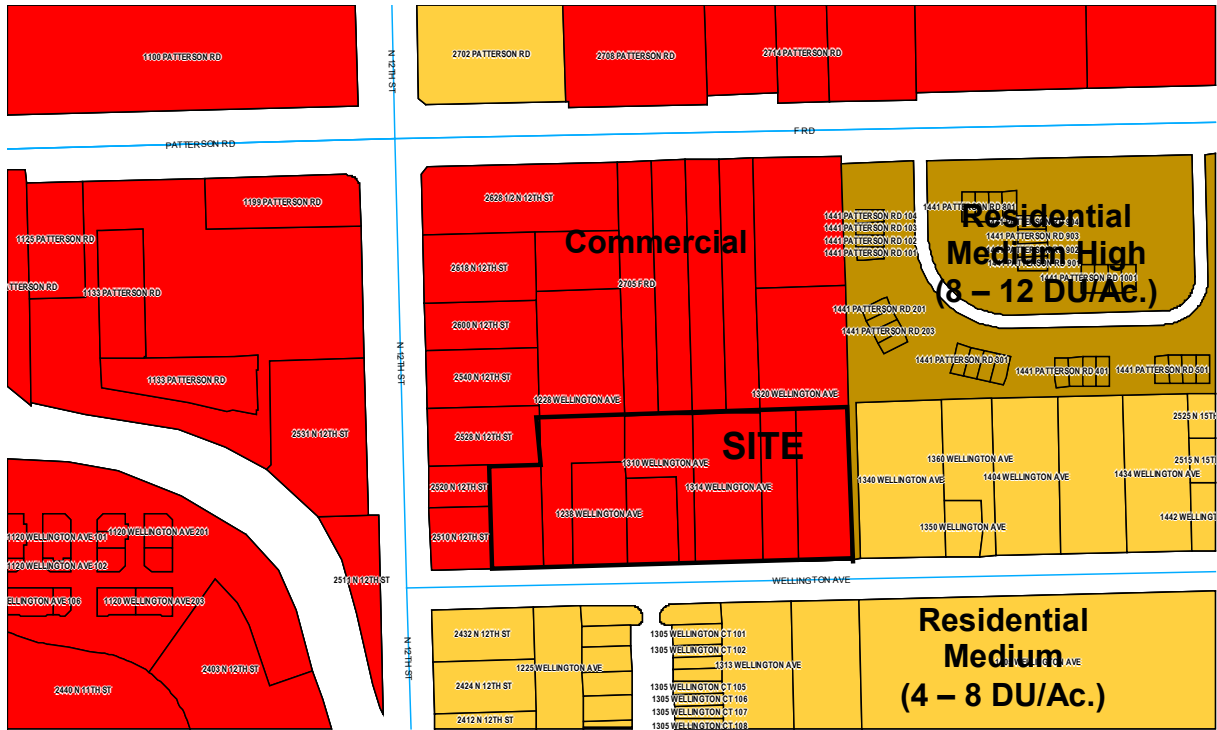 1100 PATTERSON RD
2702 PATTERSON RD
2708 PATTERSON RD
2714 PATTERSON RD
N 12TH ST
PATTERSON RD
F RD
1199 PATTERSON RD
1125 PATTERSON RD
1133 PATTERSON RD
1133 PATTERSON RD
2531 N 12TH ST
N 12TH ST
2628 1/2 N 12TH ST
2618 N 12TH ST
2600 N 12TH ST
2540 N 12TH ST
2528 N 12TH ST
2520 N 12TH ST
2510 N 12TH ST
Commercial
2705 F RD
1228 WELLINGTON AVE
1320 WELLINGTON AVE
SITE
1310 WELLINGTON AVE
1314 WELLINGTON AVE
1238 WELLINGTON AVE
1441 PATTERSON RD 104
1441 PATTERSON RD 103
1441 PATTERSON RD 102
1441 PATTERSON RD 101
1441 PATTERSON RD 801
1441 PATTERSON RD 903
1441 PATTERSON RD 1001
Residential
Medium High
(8 – 12 DU/Ac.)
1441 PATTERSON RD 201
1441 PATTERSON RD 203
1441 PATTERSON RD 301
1441 PATTERSON RD 401
1441 PATTERSON RD 501
2525 N 15TH
2515 N 15T
1360 WELLINGTON AVE
1340 WELLINGTON AVE
1404 WELLINGTON AVE
1434 WELLINGTON AVE
1350 WELLINGTON AVE
1442 WELLINGT
1120 WELLINGTON AVE 101
1120 WELLINGTON AVE 201
1120 WELLINGTON AVE 102
ELLINGTON AVE 106
1120 WELLINGTON AVE 203
2511 N 12TH ST
2403 N 12TH ST
2440 N 11TH ST
WELLINGTON AVE
N 12TH ST
2432 N 12TH ST
2424 N 12TH ST
2412 N 12TH ST
1225 WELLINGTON AVE
1305 WELLINGTON CT 101
1305 WELLINGTON CT 102
1313 WELLINGTON AVE
1305 WELLINGTON CT 105
1305 WELLINGTON CT 106
1305 WELLINGTON CT 107
1305 WELLINGTON CT 108
Residential
Medium
(4 – 8 DU/Ac.)